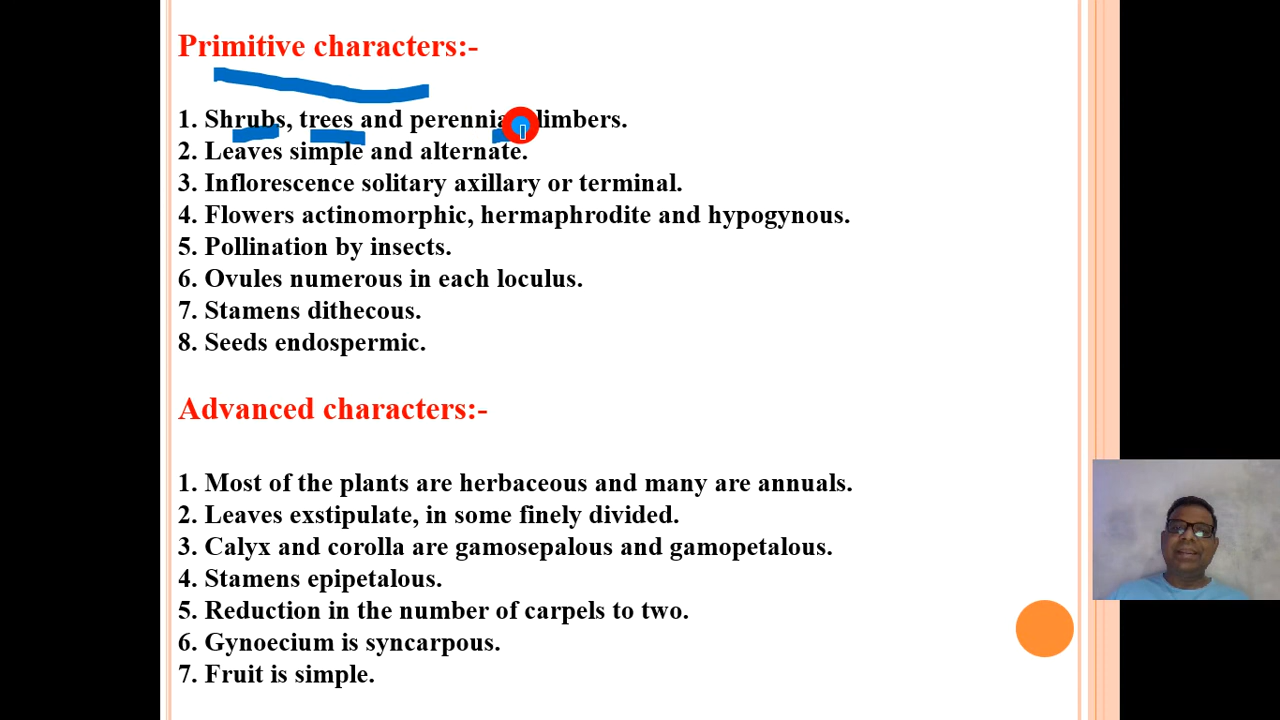 Primitive characters:-
1. Shrubs, trees and perennial climbers.
2. Leaves simple and alternate.
3. Inflorescence solitary axillary or terminal.
4. Flowers actinomorphic, hermaphrodite and hypogynous.
5. Pollination by insects.
6. Ovules numerous in each loculus.
7. Stamens dithecous.
8. Seeds endospermic.
Advanced characters:-
1. Most of the plants are herbaceous and many are annuals.
2. Leaves exstipulate, in some finely divided.
3. Calyx and corolla are gamosepalous and gamopetalous.
4. Stamens epipetalous.
5. Reduction in the number of carpels to two.
6. Gynoecium is syncarpous.
7. Fruit is simple.